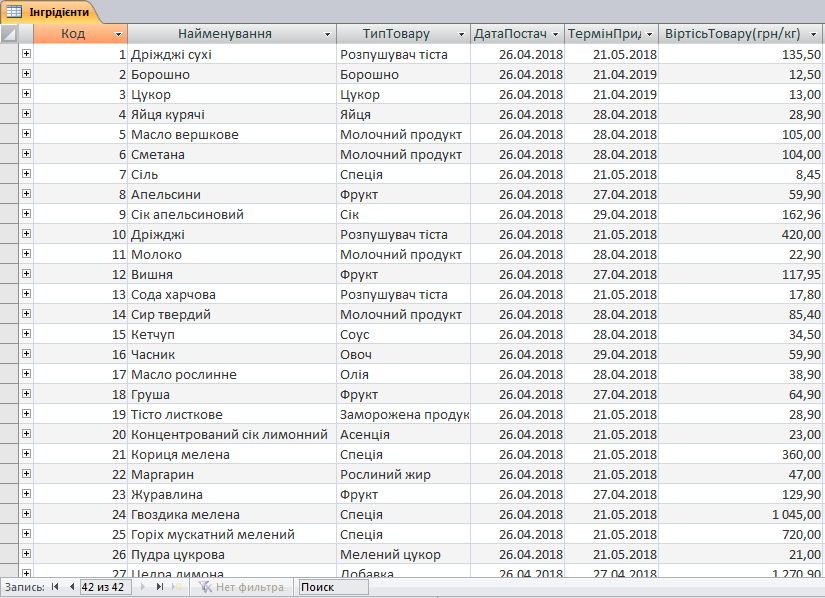 Інгрідієнти
Код Найменування ТипТовару ДатаПостач ТермінПри ВіртісьТовару(грн/кг)
1 Дріжджі сухі Розпушувач тіста 26.04.2018 21.05.2018 135,50
2 Борошно Борошно 26.04.2018 21.04.2019 12,50
3 Цукор Цукор 26.04.2018 21.04.2019 13,00
4 Яйця курячі Яйця 26.04.2018 28.04.2018 28,90
5 Масло вершкове Молочний продукт 26.04.2018 28.04.2018 105,00
6 Сметана Молочний продукт 26.04.2018 28.04.2018 104,00
7 Сіль Спеція 26.04.2018 21.05.2018 8,45
8 Апельсини Фрукт 26.04.2018 27.04.2018 59,90
9 Сік апельсиновий Сік 26.04.2018 29.04.2018 162,96
10 Дріжджі Розпушувач тіста 26.04.2018 21.05.2018 420,00
11 Молоко Молочний продукт 26.04.2018 28.04.2018 22,90
12 Вишня Фрукт 26.04.2018 27.04.2018 117,95
13 Сода харчова Розпушувач тіста 26.04.2018 21.05.2018 17,80
14 Сир твердий Молочний продукт 26.04.2018 28.04.2018 85,40
15 Кетчуп Соус 26.04.2018 28.04.2018 34,50
16 Часник Овоч 26.04.2018 29.04.2018 59,90
17 Масло рослинне Олія 26.04.2018 28.04.2018 38,90
18 Груша Фрукт 26.04.2018 27.04.2018 64,90
19 Тісто листкове Заморожена продук 26.04.2018 21.05.2018 28,90
20 Концентрований сік лимонний Асенція 26.04.2018 21.05.2018 23,00
21 Кориця мелена Спеція 26.04.2018 21.05.2018 360,00
22 Маргарин Рослиний жир 26.04.2018 21.05.2018 47,00
23 Журавлина Фрукт 26.04.2018 27.04.2018 129,90
24 Гвоздика мелена Спеція 26.04.2018 21.05.2018 1 045,00
25 Горіх мускатний мелений Спеція 26.04.2018 21.05.2018 720,00
26 Пудра цукрова Мелений цукор 26.04.2018 21.05.2018 21,00
27 Цедра лимона Добавка 26.04.2018 27.04.2018 1 270,90
Запись: 42 из 42 Нет фильтра Поиск